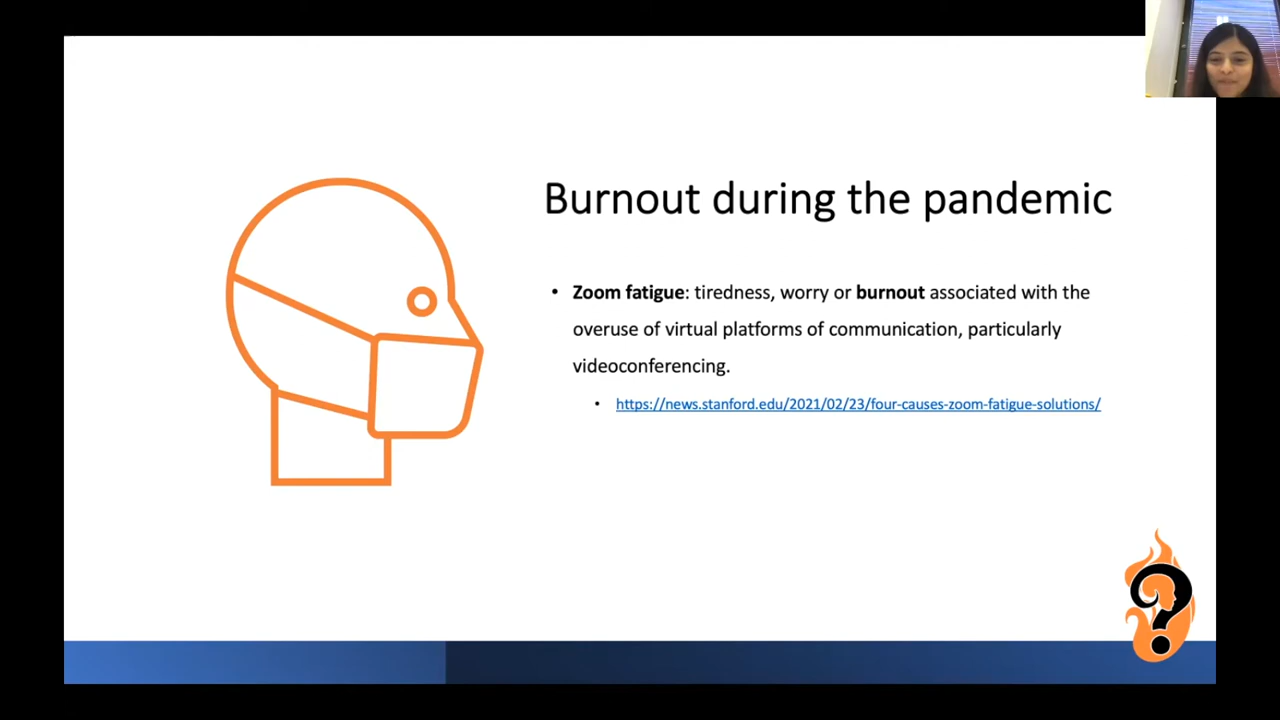 Burnout during the pandemic
• Zoom fatigue: tiredness, worry or burnout associated with the
overuse of virtual platforms of communication, particularly
videoconferencing.
• https://news.stanford.edu/2021/02/23/four-causes-zoom-fatigue-solutions/
?